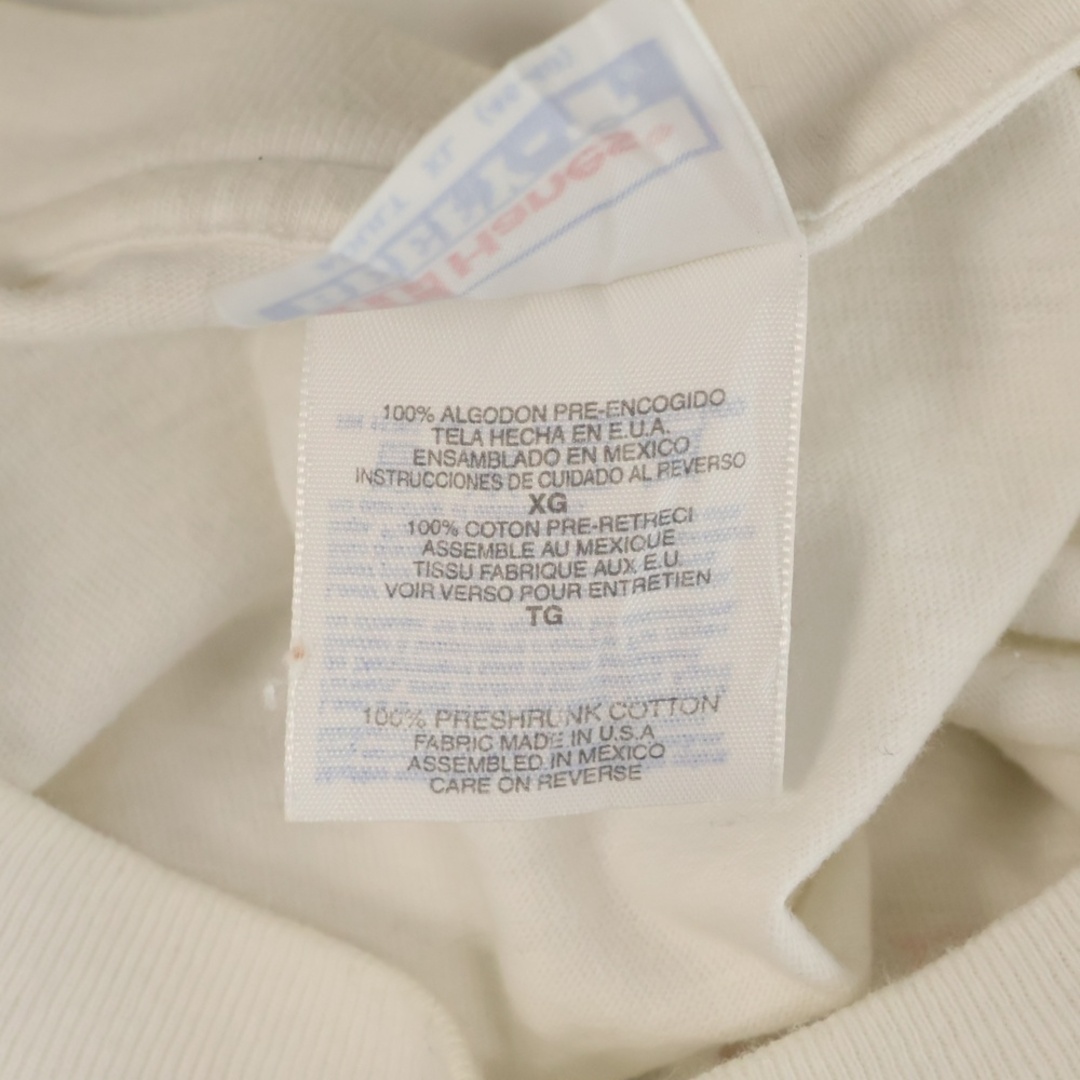 Hanes
100% ALGODON PRE-ENCOGIDO
TELA HECHA EN E.U.A.
ENSAMBLADO EN MEXICO
INSTRUCCIONES DE CUIDADO AL REVERSO
XG
100% COTON PRE-RETRECI
ASSEMBLE AU MEXIQUE
TISSU FABRIQUE AUX E.U.
VOIR VERSO POUR ENTRETIEN
TG
100% PRESHRUNK COTTON
FABRIC MADE IN U.S.A
ASSEMBLED IN MEXICO
CARE ON REVERSE